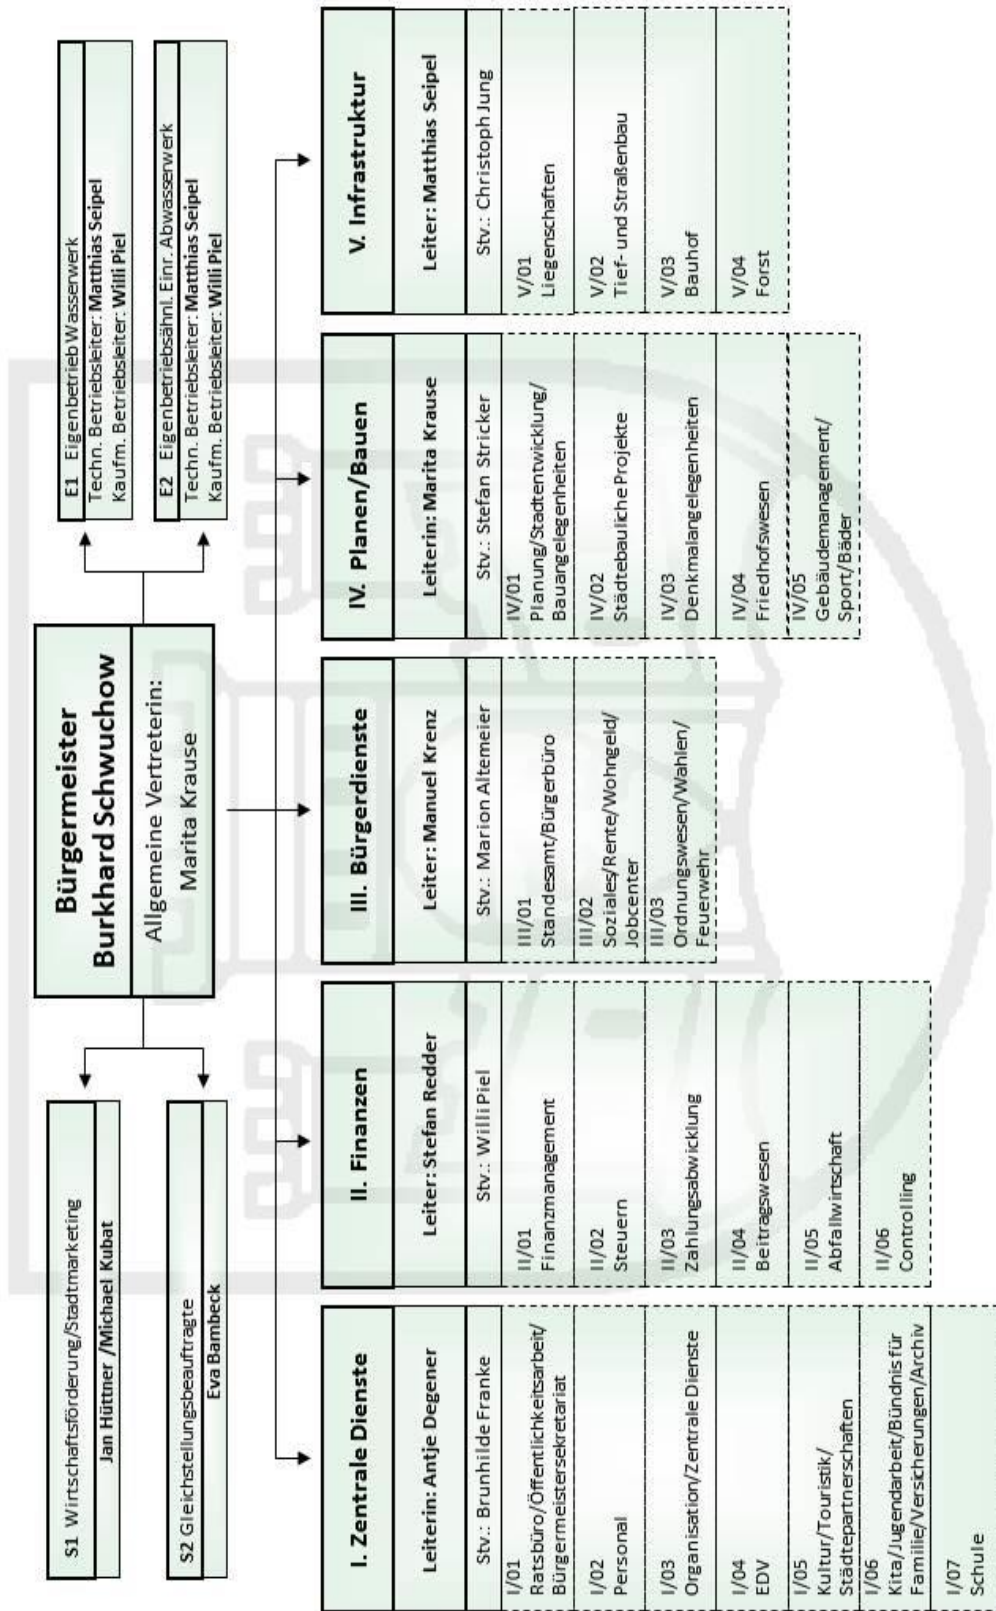 Bürgermeister
Burkhard Schwuchow
Allgemeine Vertreterin:
Marita Krause
S1 Wirtschaftsförderung/Stadtmarketing
Jan Hüttner /Michael Kubat
S2 Gleichstellungsbeauftragte
Eva Bambeck
E1 Eigenbetrieb Wasserwerk
Techn. Betriebsleiter: Matthias Seipel
Kaufm. Betriebsleiter: Willi Piel
E2 Eigenbetriebsähnl. Einr. Abwasserwerk
Techn. Betriebsleiter: Matthias Seipel
Kaufm. Betriebsleiter: Willi Piel
I. Zentrale Dienste
Leiterin: Antje Degener
Stv.: Brunhilde Franke
I/01
Ratsbüro/Öffentlichkeitsarbeit/
Bürgermeistersekretariat
I/02
Personal
I/03
Organisation/Zentrale Dienste
I/04
EDV
I/05
Kultur/Touristik/
Städtepartnerschaften
I/06
Kita/Jugendarbeit/Bündnis für
Familie/Versicherungen/Archiv
I/07
Schule
II. Finanzen
Leiter: Stefan Redder
Stv.: Willi Piel
II/01
Finanzmanagement
II/02
Steuern
II/03
Zahlungsabwicklung
II/04
Beitragswesen
II/05
Abfallwirtschaft
II/06
Controlling
III. Bürgerdienste
Leiter: Manuel Krenz
Stv.: Marion Altemeier
III/01
Standesamt/Bürgerbüro
III/02
Soziales/Rente/Wohngeld/
Jobcenter
III/03
Ordnungswesen/Wahlen/
Feuerwehr
IV. Planen/Bauen
Leiterin: Marita Krause
Stv.: Stefan Stricker
IV/01
Planung/Stadtentwicklung/
Bauangelegenheiten
IV/02
Städtebauliche Projekte
IV/03
Denkmalangelegenheiten
IV/04
Friedhofswesen
IV/05
Gebäudemanagement/
Sport/Bäder
V. Infrastruktur
Leiter: Matthias Seipel
Stv.: Christoph Jung
V/01
Liegenschaften
V/02
Tief- und Straßenbau
V/03
Bauhof
V/04
Forst